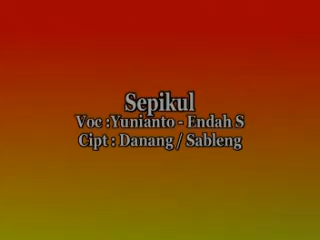 Sepikul
Voc :Yunianto - Endah S
Cipt : Danang / Sableng